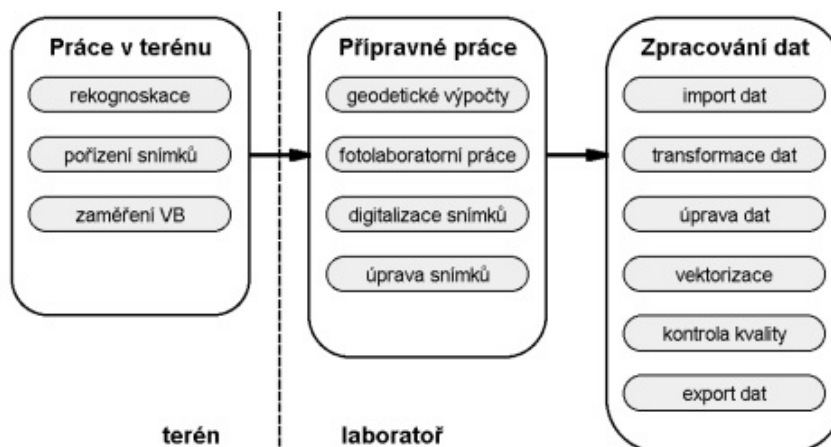 Práce v terénu
rekognoskace
pořízení snímků
zaměření VB
Přípravné práce
geodetické výpočty
fotolaboratorní práce
digitalizace snímků
úprava snímků
Zpracování dat
import dat
transformace dat
úprava dat
vektorizace
kontrola kvality
export dat
terén
laboratoř